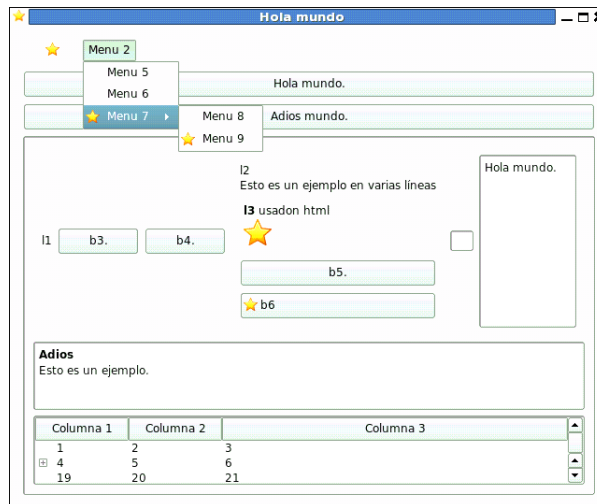 Hola mundo
Menu 2
Menu 5
Menu 6
Menu 7
Menu 8
Menu 9
Hola mundo.
Adios mundo.
l2
Esto es un ejemplo en varias líneas
l3 usadon html
l1
b3.
b4.
b5.
b6
Hola mundo.
Adios
Esto es un ejemplo.
Columna 1 Columna 2 Columna 3
1 2 3
4 5 6
19 20 21